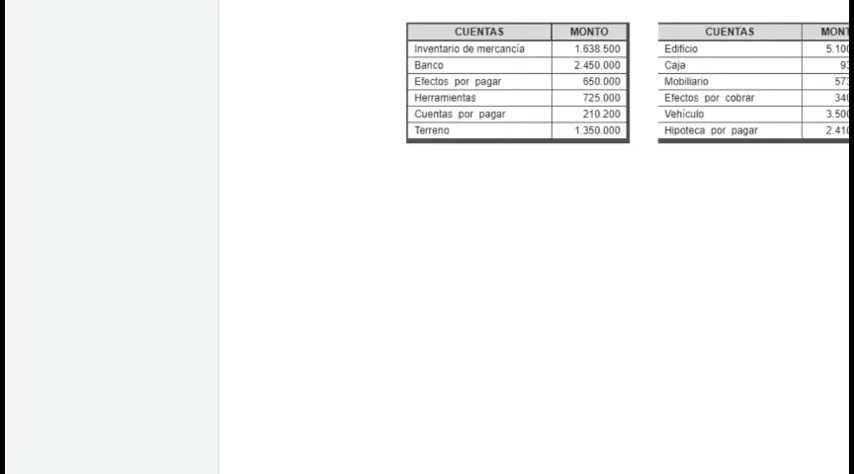 CUENTAS MONTO
Inventario de mercancía 1.638.500
Banco 2.450.000
Efectos por pagar 650.000
Herramientas 725.000
Cuentas por pagar 210.200
Terreno 1.350.000
CUENTAS
Edificio
Caja
Mobiliario
Efectos por cobrar
Vehículo
Hipoteca por pagar